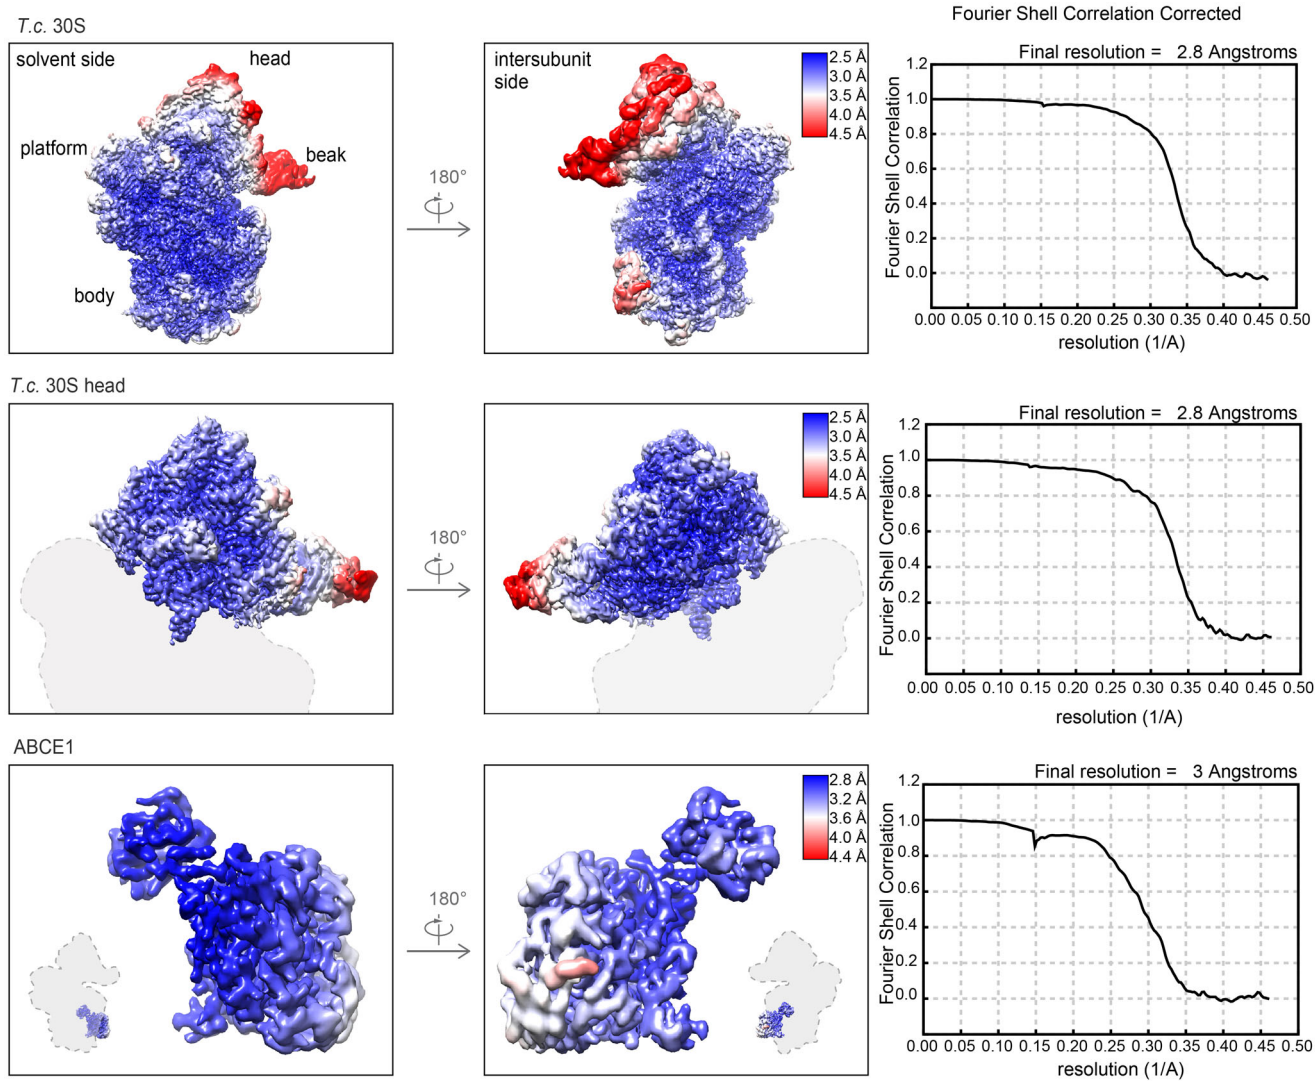 T.c. 30S
Fourier Shell Correlation Corrected
solvent side
head
platform
beak
body
180°
intersubunit
side
2.5 Å
3.0 Å
3.5 Å
4.0 Å
4.5 Å
Final resolution = 2.8 Angstroms
Fourier Shell Correlation
1.2
1.0
0.8
0.6
0.4
0.2
0.0
0.00 0.05 0.10 0.15 0.20 0.25 0.30 0.35 0.40 0.45 0.50
resolution (1/A)
T.c. 30S head
180°
2.5 Å
3.0 Å
3.5 Å
4.0 Å
4.5 Å
Final resolution = 2.8 Angstroms
Fourier Shell Correlation
1.2
1.0
0.8
0.6
0.4
0.2
0.0
0.00 0.05 0.10 0.15 0.20 0.25 0.30 0.35 0.40 0.45 0.50
resolution (1/A)
ABCE1
180°
2.8 Å
3.2 Å
3.6 Å
4.0 Å
4.4 Å
Final resolution = 3 Angstroms
Fourier Shell Correlation
1.2
1.0
0.8
0.6
0.4
0.2
0.0
0.00 0.05 0.10 0.15 0.20 0.25 0.30 0.35 0.40 0.45 0.50
resolution (1/A)